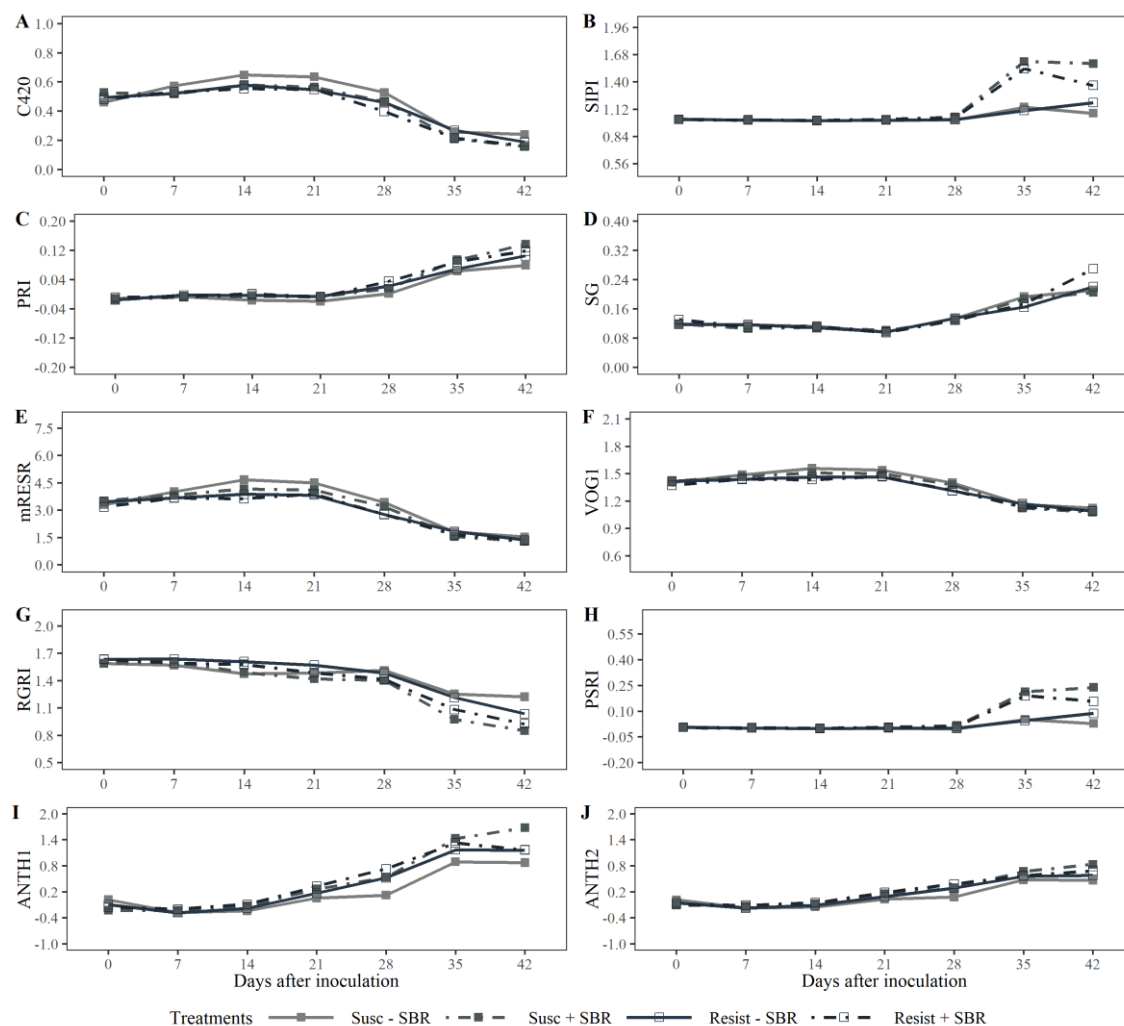 A
C420
1.0
0.8
0.6
0.4
0.2
0.0
0 7 14 21 28 35 42
B
SIPI
1.96
1.68
1.40
1.12
0.84
0.56
0 7 14 21 28 35 42
C
PRI
0.20
0.12
0.04
-0.04
-0.12
-0.20
0 7 14 21 28 35 42
D
SG
0.40
0.32
0.24
0.16
0.08
0.00
0 7 14 21 28 35 42
E
mRESR
7.5
6.0
4.5
3.0
1.5
0.0
0 7 14 21 28 35 42
F
VOG1
2.1
1.8
1.5
1.2
0.9
0.6
0 7 14 21 28 35 42
G
RGRI
2.0
1.7
1.4
1.1
0.8
0.5
0 7 14 21 28 35 42
H
PSRI
0.55
0.40
0.25
0.10
-0.05
-0.20
0 7 14 21 28 35 42
I
ANTH1
2.0
1.4
0.8
0.2
-0.4
-1.0
0 7 14 21 28 35 42
Days after inoculation
J
ANTH2
2.0
1.4
0.8
0.2
-0.4
-1.0
0 7 14 21 28 35 42
Days after inoculation
Treatments Susc - SBR Susc + SBR Resist - SBR Resist + SBR